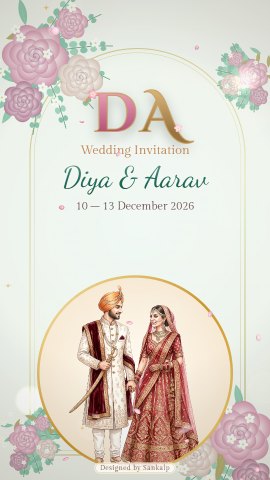 DA
Wedding Invitation
Diya & Aarav
10 — 13 December 2026
Designed by Sankalp